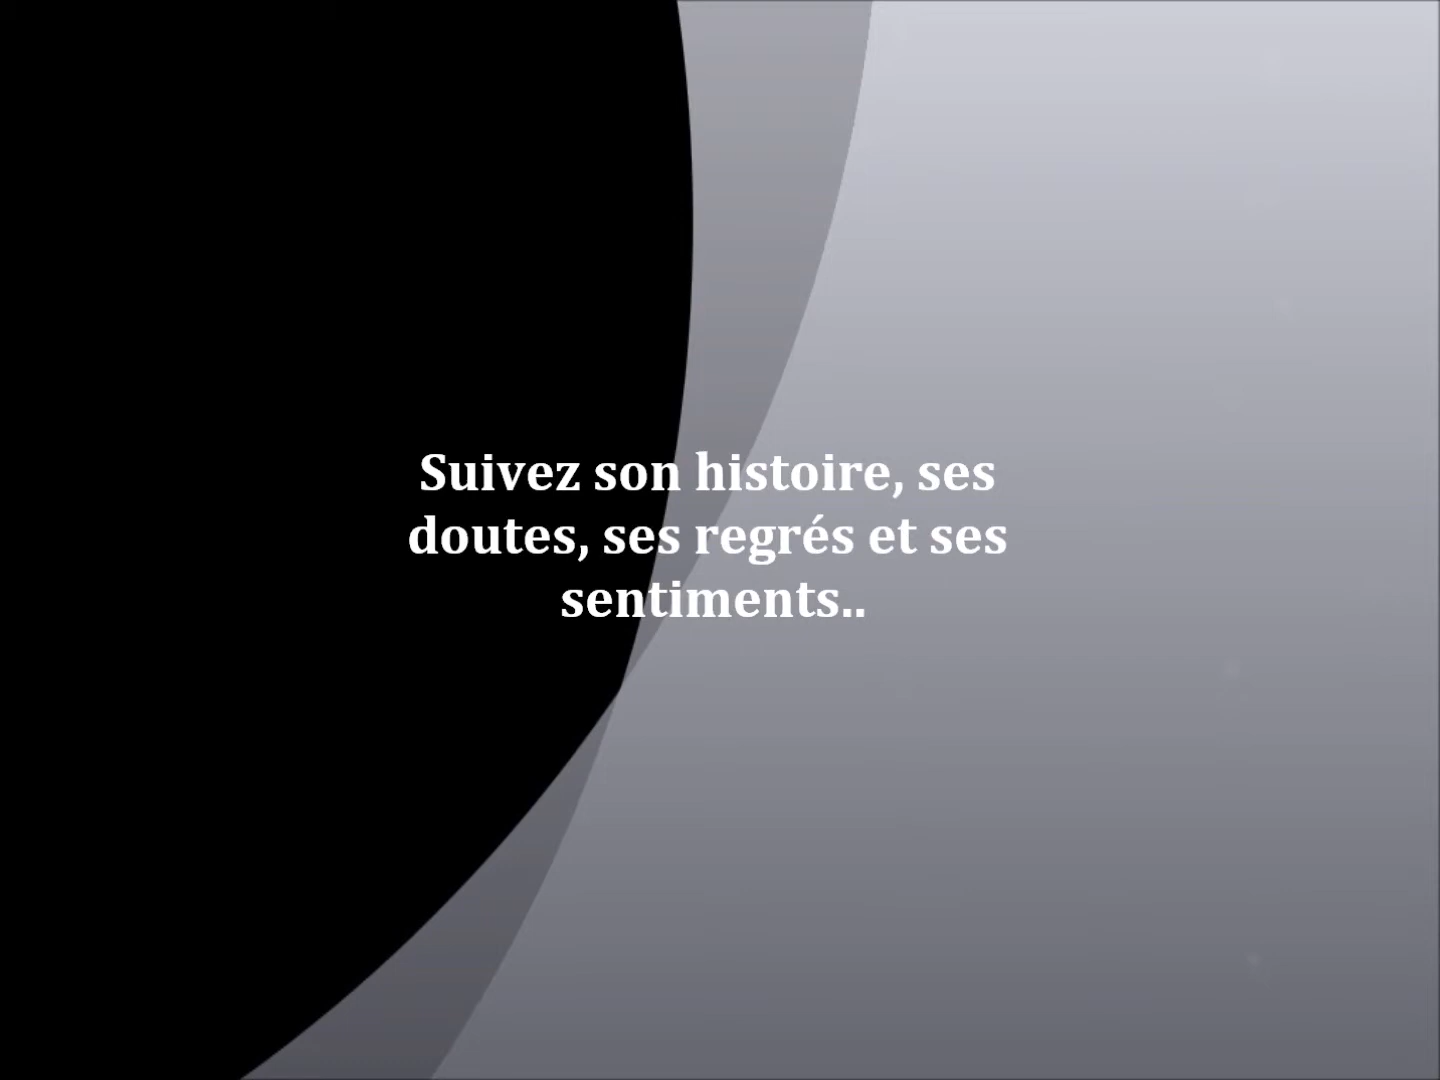 Suivez son histoire, ses
doutes, ses regrés et ses
sentiments..